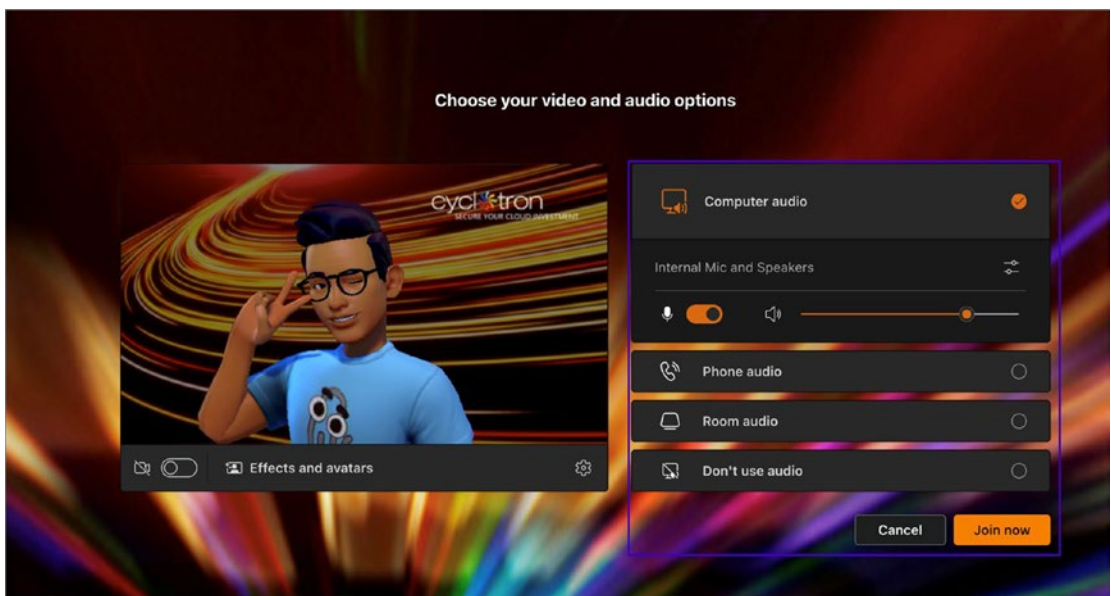 Choose your video and audio options
cyclotron
SECURE YOUR CLOUD INVESTMENT
Effects and avatars
Computer audio
Internal Mic and Speakers
Phone audio
Room audio
Don't use audio
Cancel
Join now